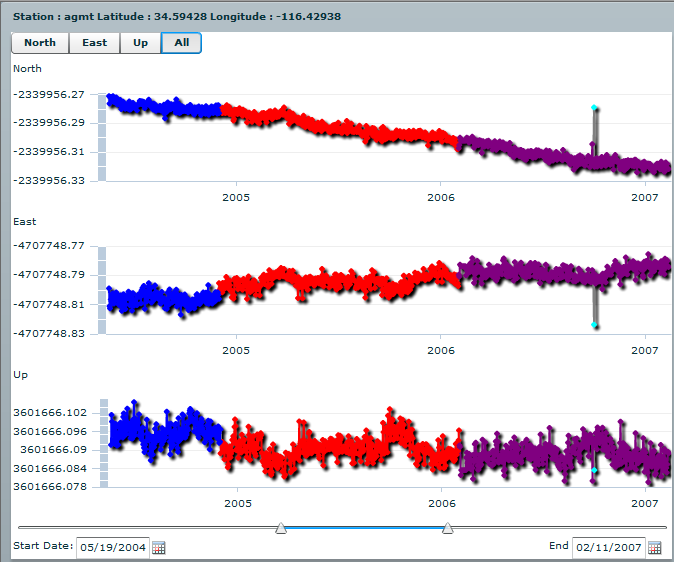 Station : agmt Latitude : 34.59428 Longitude : -116.42938
North East Up All
North
-2339956.27
-2339956.29
-2339956.31
-2339956.33
2005 2006 2007
East
-4707748.77
-4707748.79
-4707748.81
-4707748.83
2005 2006 2007
Up
3601666.102
3601666.096
3601666.09
3601666.084
3601666.078
2005 2006 2007
Start Date: 05/19/2004 End 02/11/2007